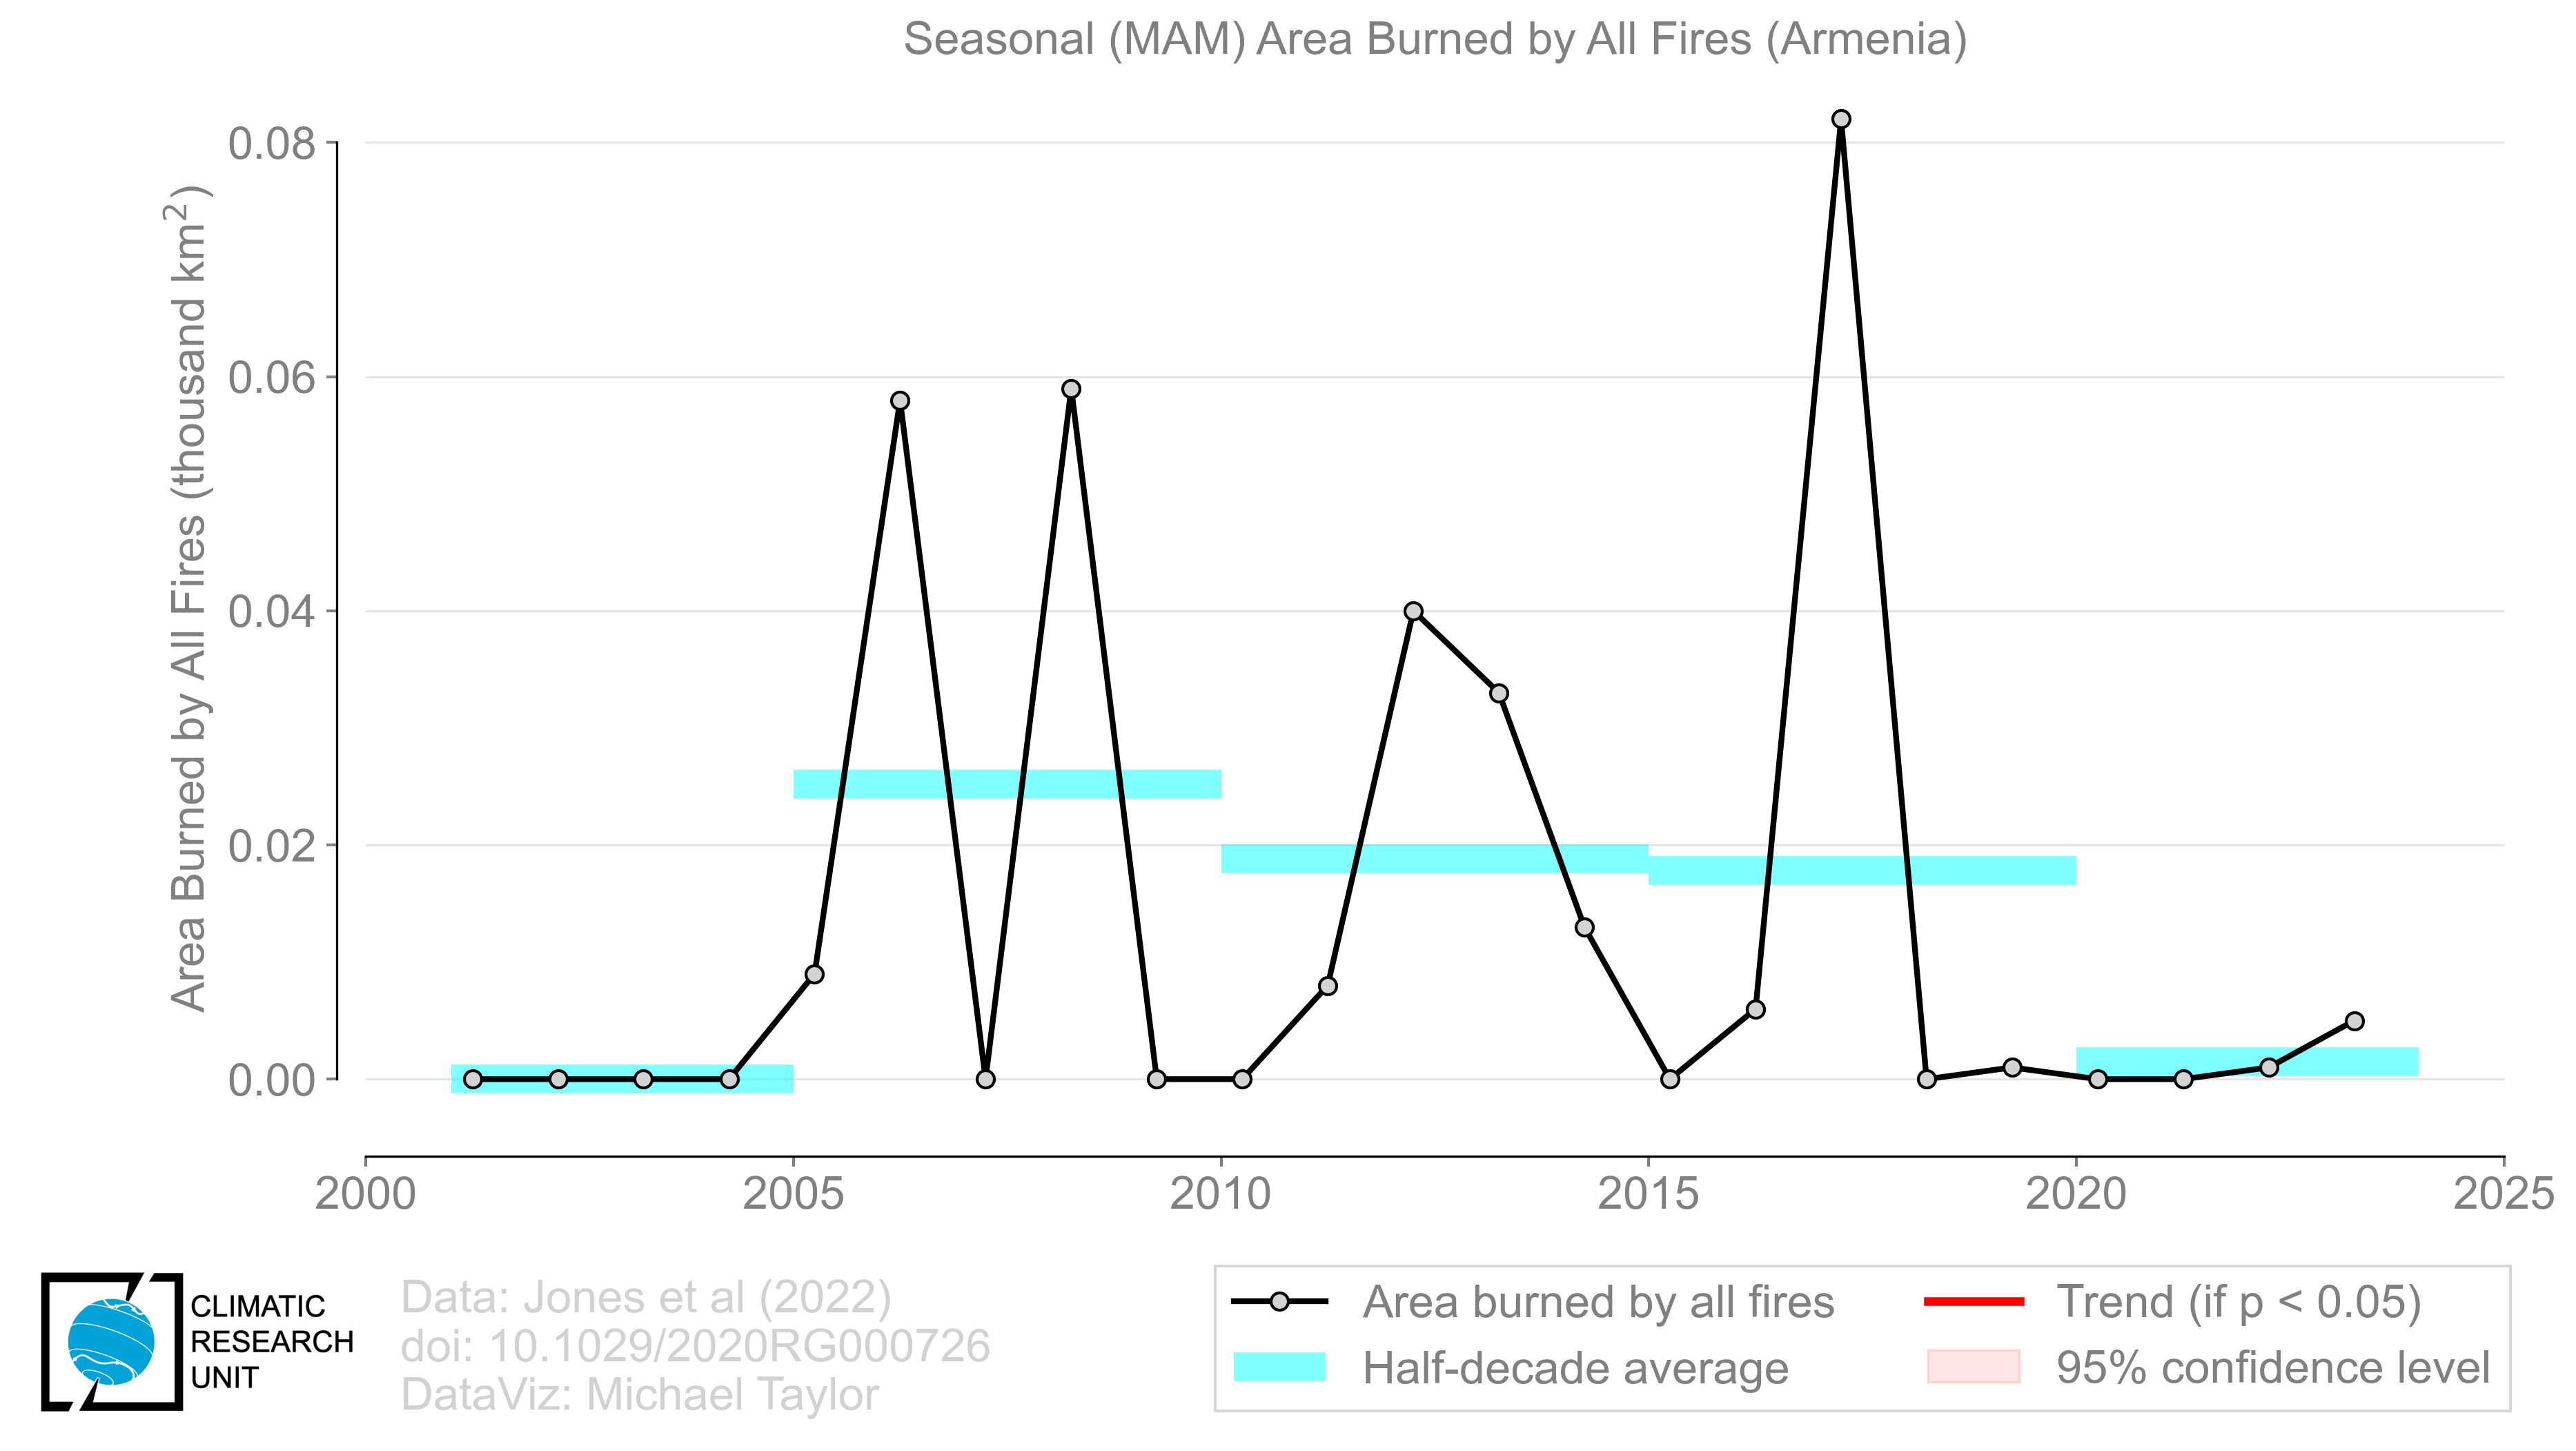 Seasonal (MAM) Area Burned by All Fires (Armenia)
Area Burned by All Fires (thousand km²)
0.08
0.06
0.04
0.02
0.00
2000 2005 2010 2015 2020 2025
CLIMATIC
RESEARCH
UNIT
Data: Jones et al (2022)
doi: 10.1029/2020RG000726
DataViz: Michael Taylor
Area burned by all fires
Half-decade average
Trend (if p < 0.05)
95% confidence level